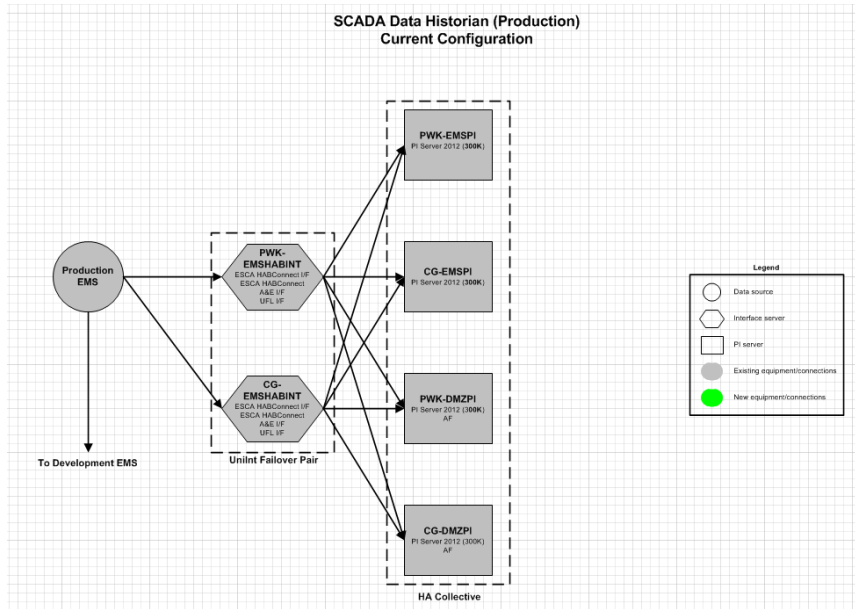 SCADA Data Historian (Production)
Current Configuration
PWK-EMSPI
PI Server 2012 (300K)
Production
EMS
PWK-
EMSHABINT
ESCA HABConnect I/F
ESCA HABConnect
A&E I/F
UFL I/F
CG-EMSPI
PI Server 2012 (300K)
CG-
EMSHABINT
ESCA HABConnect I/F
ESCA HABConnect
A&E I/F
UFL I/F
PWK-DMZPI
PI Server 2012 (300K)
AF
To Development EMS
UniInt Failover Pair
CG-DMZPI
PI Server 2012 (300K)
AF
HA Collective
Legend
Data source
Interface server
PI server
Existing equipment/connections
New equipment/connections